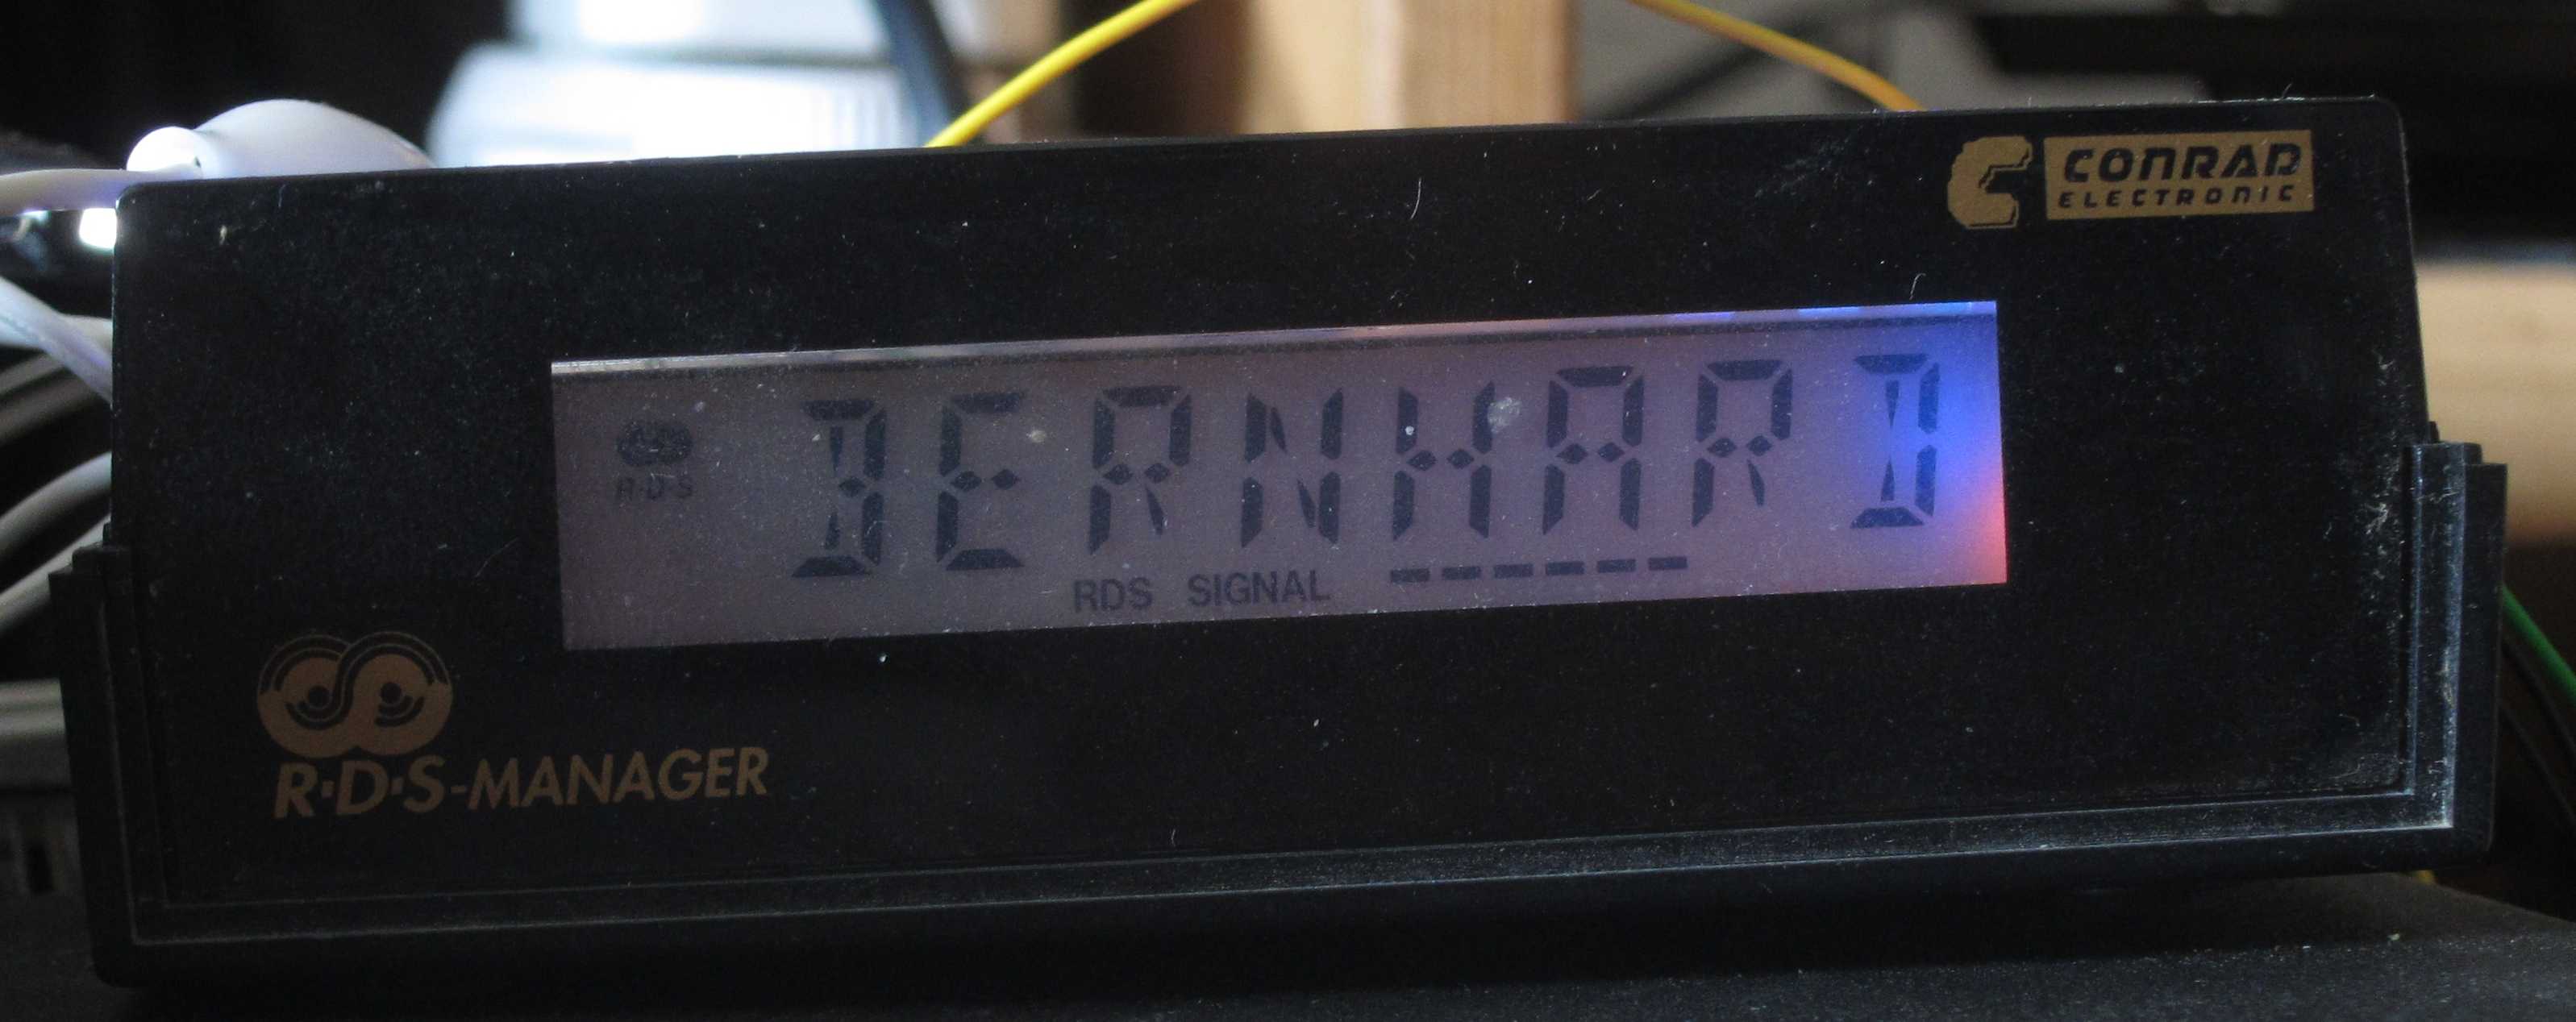 CONRAD
ELECTRONIC
R·D·S
BERNHARD
RDS SIGNAL
R·D·S-MANAGER